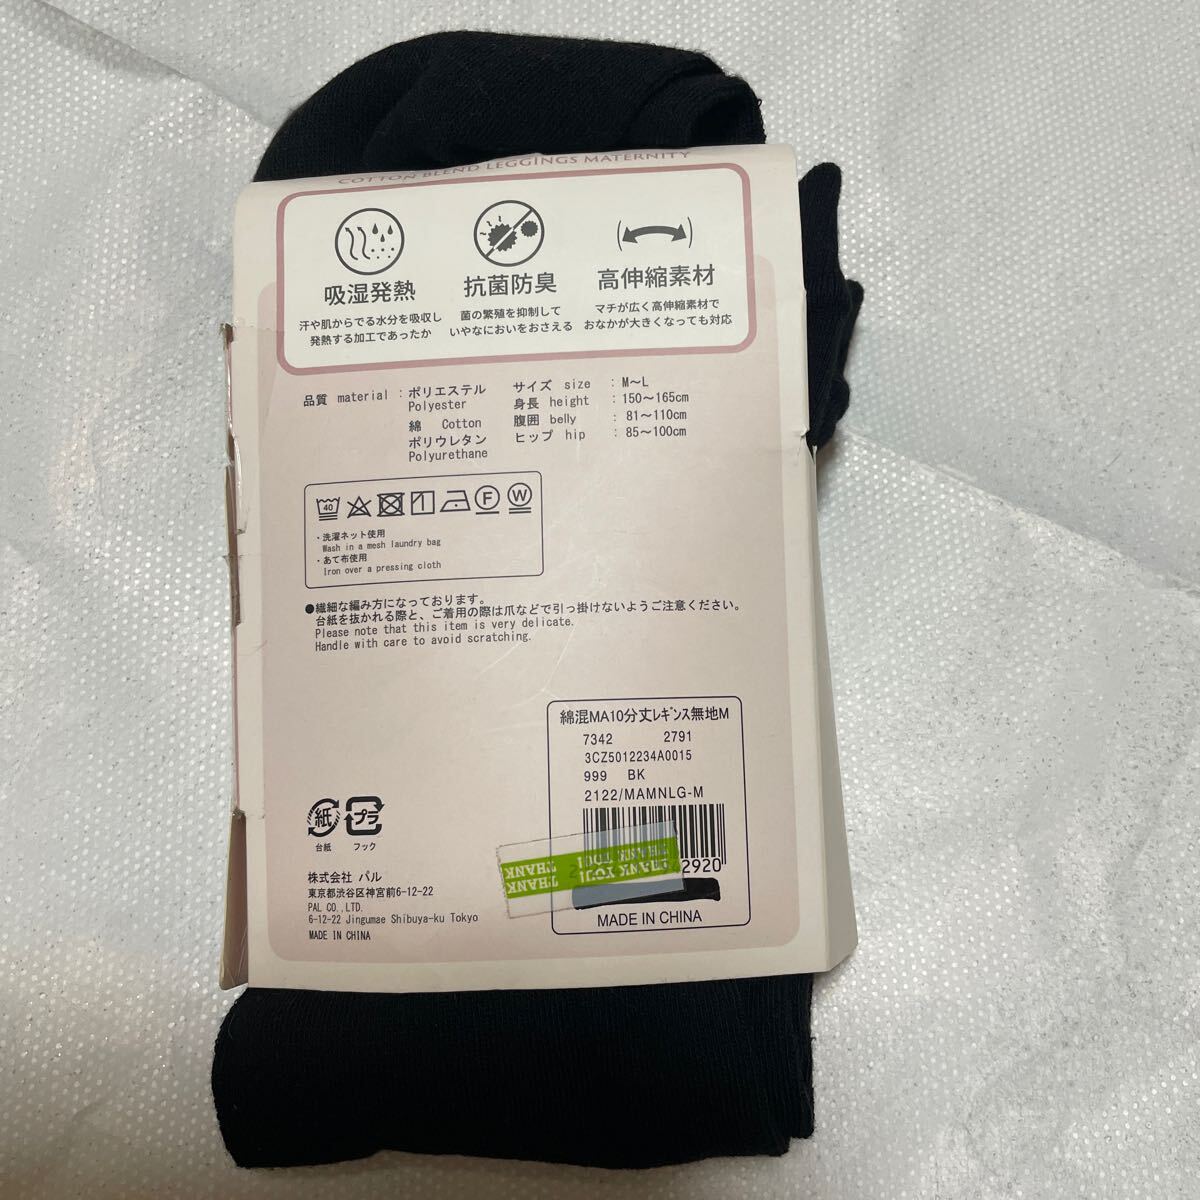 COTTON BLEND LEGGINGS MATERNITY
吸湿発熱
汗や肌からでる水分を吸収し
発熱する加工であったか
抗菌防臭
菌の繁殖を抑制して
いやなにおいをおさえる
高伸縮素材
マチが広く高伸縮素材で
おなかが大きくなっても対応
品質 material : ポリエステル
Polyester
綿 Cotton
ポリウレタン
Polyurethane
サイズ size : M〜L
身長 height : 150〜165cm
腹囲 belly : 81〜110cm
ヒップ hip : 85〜100cm
40
F
W
・洗濯ネット使用
Wash in a mesh laundry bag
・あて布使用
Iron over a pressing cloth
●繊細な編み方になっております。
台紙を抜かれる際と、ご着用の際は爪などで引っ掛けないようご注意ください。
Please note that this item is very delicate.
Handle with care to avoid scratching.
綿混MA10分丈ﾚｷﾞﾝｽ無地M
7342 2791
3CZ5012234A0015
999 BK
2122/MAMNLG-M
2920
THANK YOU!
THANK
THANK YOU!
THANK
MADE IN CHINA
紙
プラ
台紙
フック
株式会社 パル
東京都渋谷区神宮前6-12-22
PAL CO.,LTD.
6-12-22 Jingumae Shibuya-ku Tokyo
MADE IN CHINA